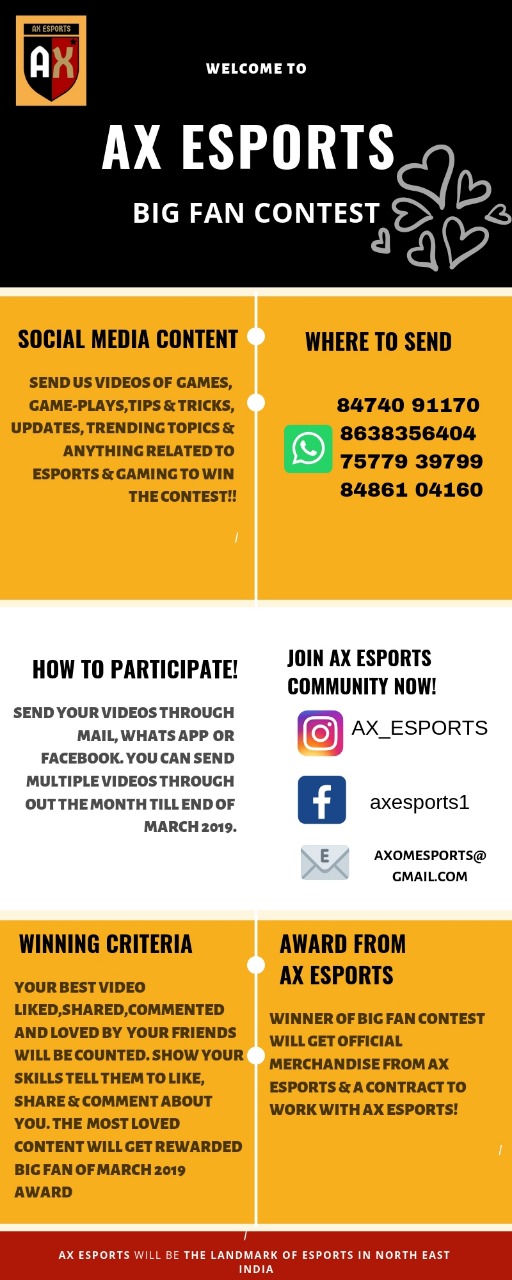 AX ESPORTS
AX
WELCOME TO
AX ESPORTS
BIG FAN CONTEST
SOCIAL MEDIA CONTENT
SEND US VIDEOS OF GAMES,
GAME-PLAYS,TIPS & TRICKS,
UPDATES, TRENDING TOPICS &
ANYTHING RELATED TO
ESPORTS & GAMING TO WIN
THE CONTEST!!
/
WHERE TO SEND
84740 91170
8638356404
75779 39799
84861 04160
HOW TO PARTICIPATE!
SEND YOUR VIDEOS THROUGH
MAIL, WHATS APP OR
FACEBOOK. YOU CAN SEND
MULTIPLE VIDEOS THROUGH
OUT THE MONTH TILL END OF
MARCH 2019.
JOIN AX ESPORTS
COMMUNITY NOW!
AX_ESPORTS
axesports1
E
AXOMESPORTS@
GMAIL.COM
WINNING CRITERIA
YOUR BEST VIDEO
LIKED,SHARED,COMMENTED
AND LOVED BY YOUR FRIENDS
WILL BE COUNTED. SHOW YOUR
SKILLS TELL THEM TO LIKE,
SHARE & COMMENT ABOUT
YOU. THE MOST LOVED
CONTENT WILL GET REWARDED
BIG FAN OF MARCH 2019
AWARD
AWARD FROM
AX ESPORTS
WINNER OF BIG FAN CONTEST
WILL GET OFFICIAL
MERCHANDISE FROM AX
ESPORTS & A CONTRACT TO
WORK WITH AX ESPORTS!
/
/
AX ESPORTS WILL BE THE LANDMARK OF ESPORTS IN NORTH EAST
INDIA